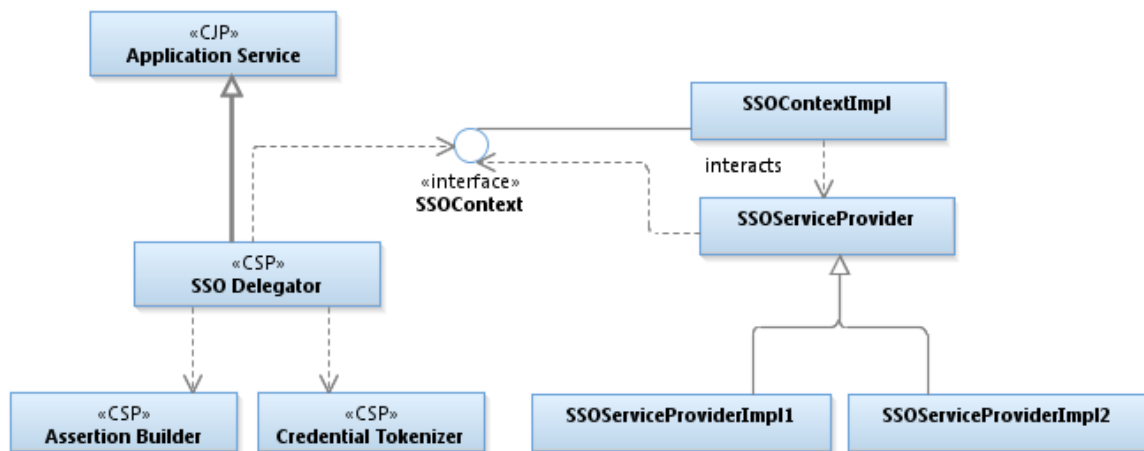 «CJP»
Application Service
SSOContextImpl
interacts
«interface»
SSOContext
SSOServiceProvider
«CSP»
SSO Delegator
«CSP»
Assertion Builder
«CSP»
Credential Tokenizer
SSOServiceProviderImpl1
SSOServiceProviderImpl2